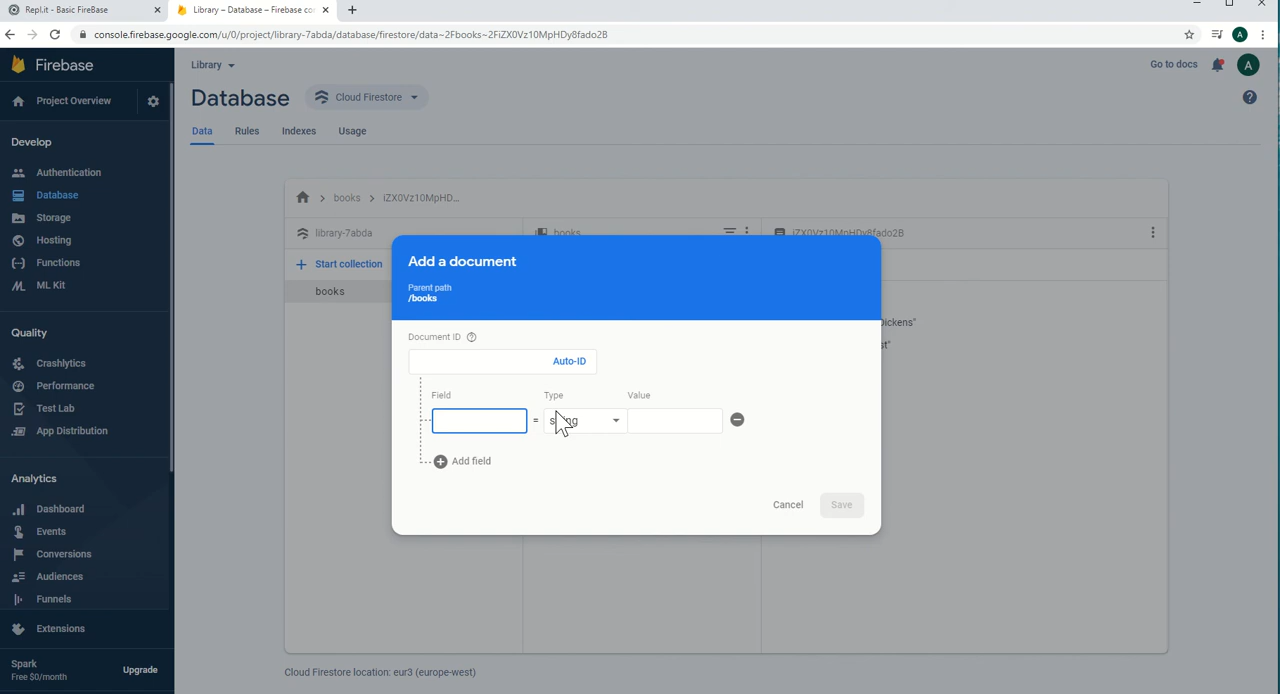 Repl.it - Basic FireBase
Library – Database – Firebase co
console.firebase.google.com/u/0/project/library-7abda/database/firestore/data~2Fbooks~2FiZX0Vz10MpHDy8fado2B
A
Firebase
Library
Go to docs
A
Project Overview
Database
Cloud Firestore
Data
Rules
Indexes
Usage
Develop
Authentication
Database
Storage
Hosting
Functions
ML Kit
Quality
Crashlytics
Performance
Test Lab
App Distribution
Analytics
Dashboard
Events
Conversions
Audiences
Funnels
Extensions
Spark
Free $0/month
Upgrade
books
iZX0Vz10MpHD...
library-7abda
books
iZX0Vz10MpHDy8fado2B
Start collection
books
Dickens"
st"
Add a document
Parent path
/books
Document ID
Auto-ID
Field
Type
Value
=
Add field
Cancel
Save
Cloud Firestore location: eur3 (europe-west)